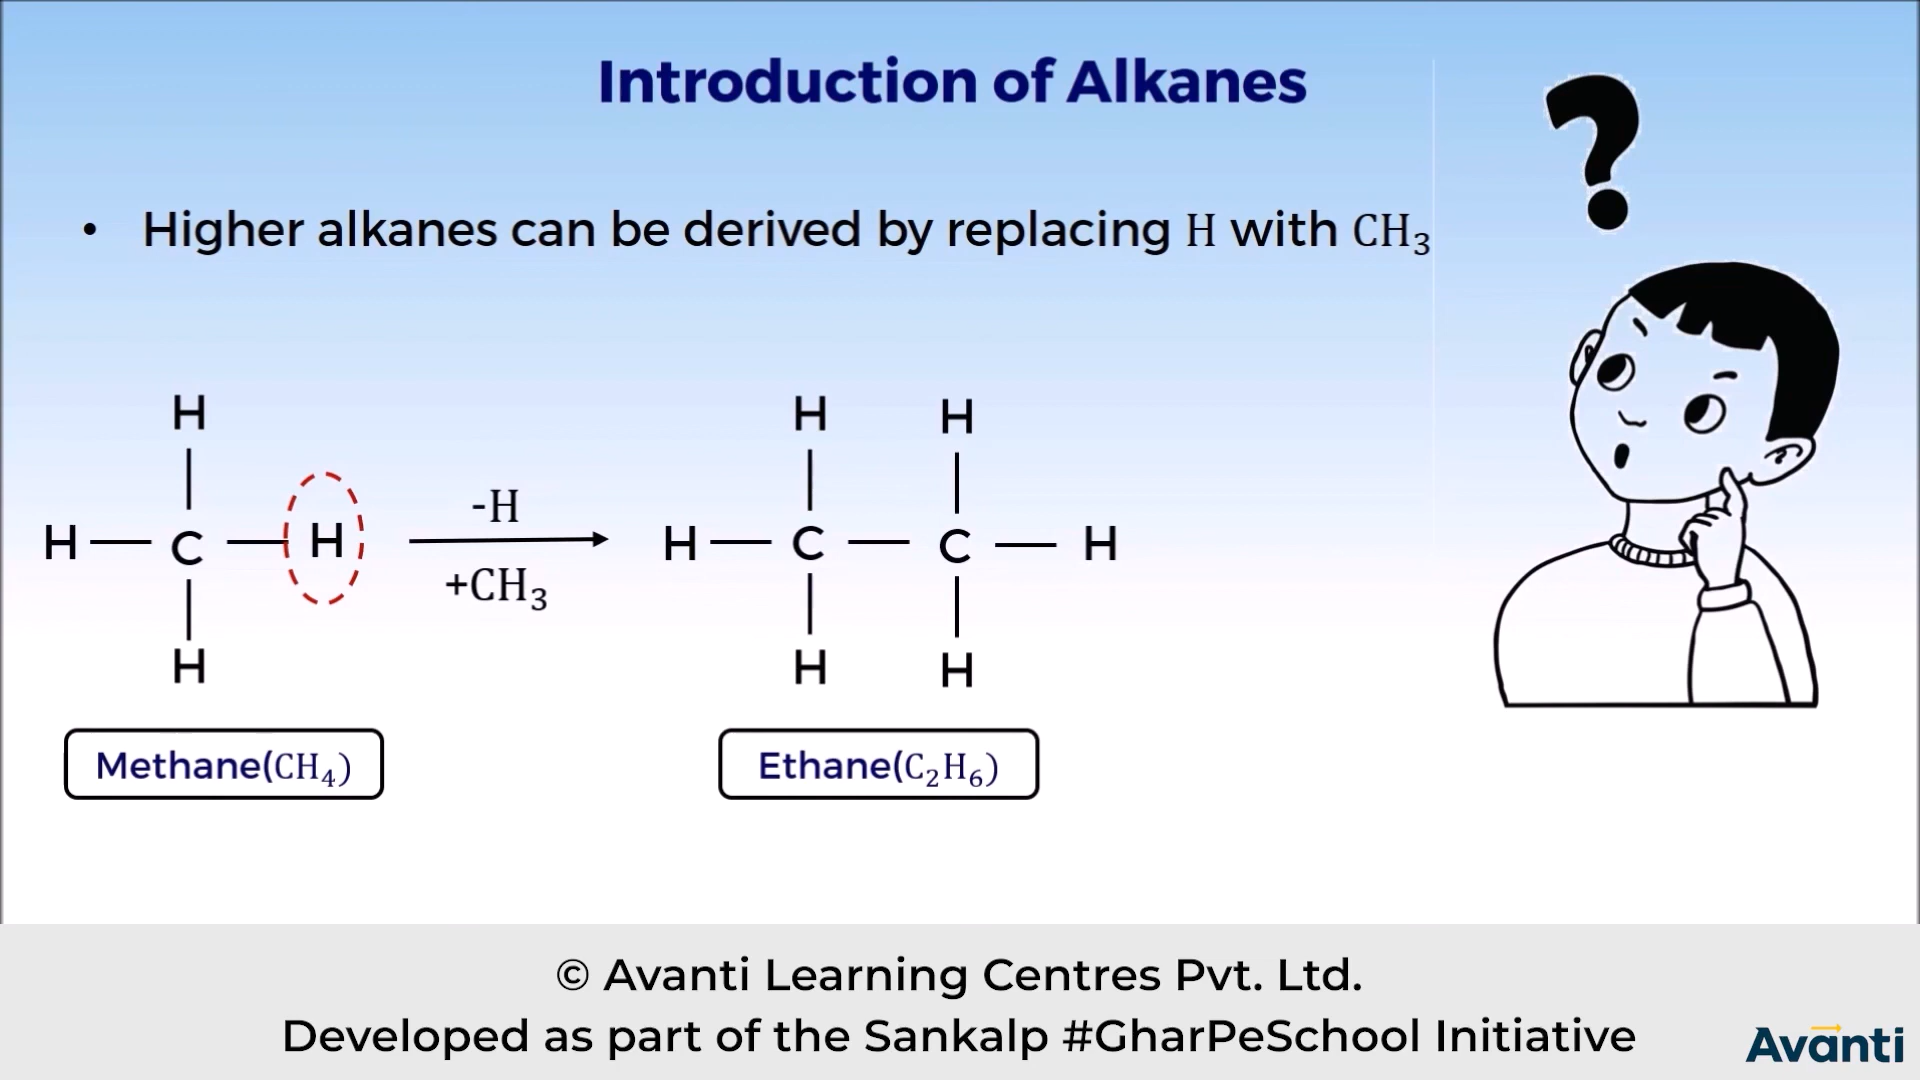 Introduction of Alkanes
• Higher alkanes can be derived by replacing H with CH₃
H
H — C — H
H
-H
+CH₃
H H
H — C — C — H
H H
Methane(CH₄)
Ethane(C₂H₆)
© Avanti Learning Centres Pvt. Ltd.
Developed as part of the Sankalp #GharPeSchool Initiative
Avanti